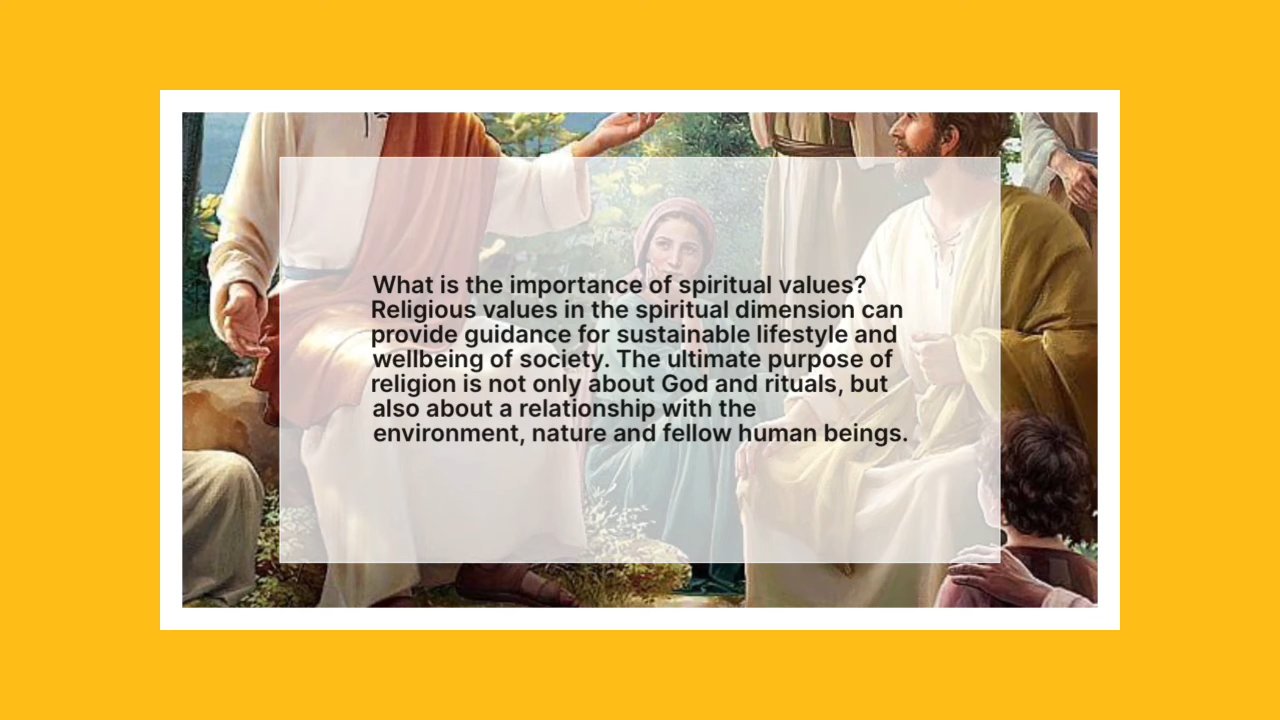 What is the importance of spiritual values?
Religious values in the spiritual dimension can
provide guidance for sustainable lifestyle and
wellbeing of society. The ultimate purpose of
religion is not only about God and rituals, but
also about a relationship with the
environment, nature and fellow human beings.